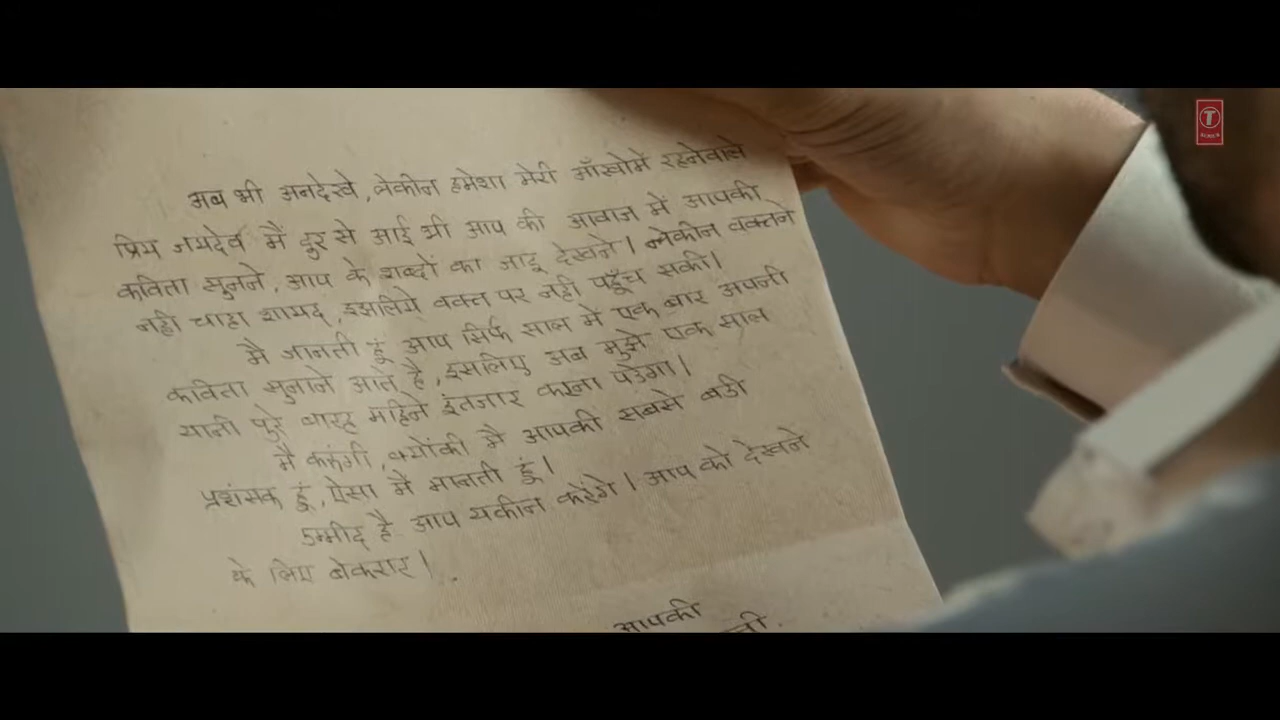 अब भी अनदेखे, लेकीन हमेशा मेरी आँखोमें रहनेवाले
प्रिय जयदेव मैं दुर से आई थी आप की आवाज में आपकी
कविता सुनने, आप के शब्दों का जादू देखने। लेकीन वक्तने
नही चाहा शायद, इसलिये वक्त पर नही पहूँच सकी।
मै जानती हूं आप सिर्फ साल में एक बार अपनी
कविता सुनाने आते है, इसलिए अब मुझे एक साल
यानी पुरे बारह महिने इंतजार करना पडेगा।
मै करुंगी, क्योंकी मै आपकी सबसे बडी
प्रशंसक हूं, ऐसा मैं मानती हूं।
उम्मीद है आप यकीन करेंगे। आप को देखने
के लिए बेकरार।
आपकी
T
SERIES